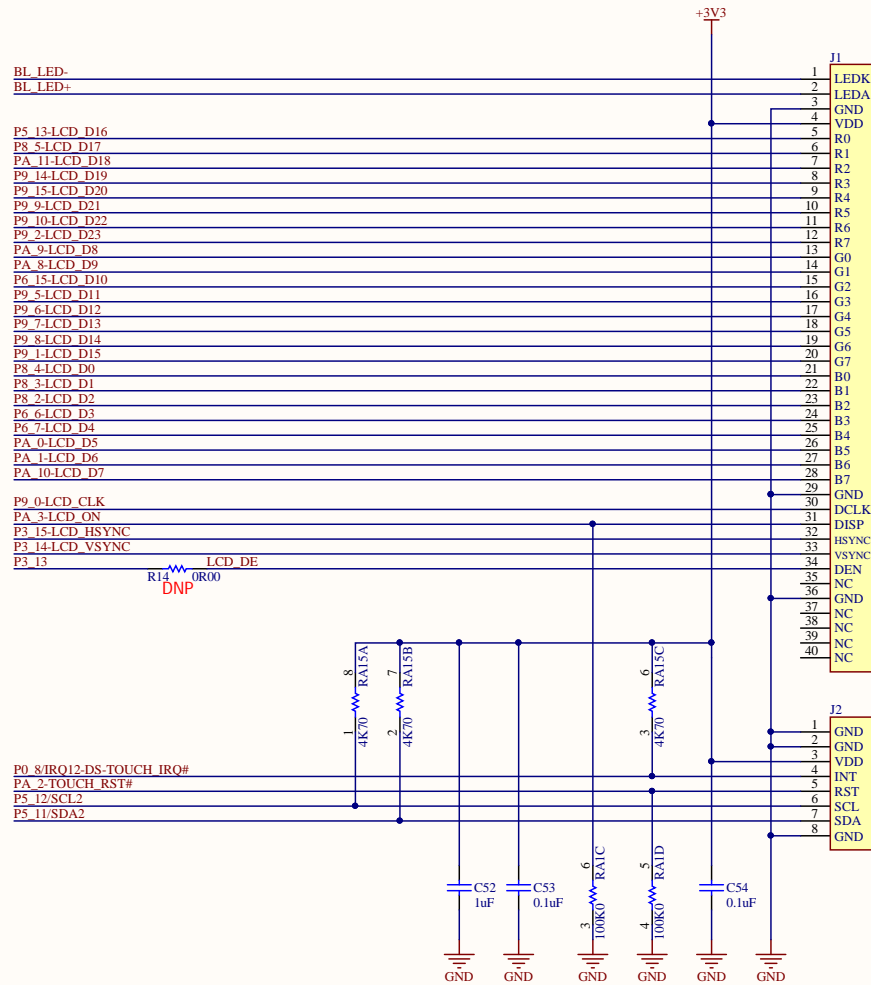 +3V3
J1
BL_LED- 1 LEDK
BL_LED+ 2 LEDA
3 GND
4 VDD
P5_13-LCD_D16 5 R0
P8_5-LCD_D17 6 R1
PA_11-LCD_D18 7 R2
P9_14-LCD_D19 8 R3
P9_15-LCD_D20 9 R4
P9_9-LCD_D21 10 R5
P9_10-LCD_D22 11 R6
P9_2-LCD_D23 12 R7
PA_9-LCD_D8 13 G0
PA_8-LCD_D9 14 G1
P6_15-LCD_D10 15 G2
P9_5-LCD_D11 16 G3
P9_6-LCD_D12 17 G4
P9_7-LCD_D13 18 G5
P9_8-LCD_D14 19 G6
P9_1-LCD_D15 20 G7
P8_4-LCD_D0 21 B0
P8_3-LCD_D1 22 B1
P8_2-LCD_D2 23 B2
P6_6-LCD_D3 24 B3
P6_7-LCD_D4 25 B4
PA_0-LCD_D5 26 B5
PA_1-LCD_D6 27 B6
PA_10-LCD_D7 28 B7
29 GND
P9_0-LCD_CLK 30 DCLK
PA_3-LCD_ON 31 DISP
P3_15-LCD_HSYNC 32 HSYNC
P3_14-LCD_VSYNC 33 VSYNC
P3_13 LCD_DE 34 DEN
R14 0R00
DNP
35 NC
36 GND
37 NC
38 NC
39 NC
40 NC
8 RA15A 7 RA15B 6 RA15C
1 4K70 2 4K70 3 4K70
J2
1 GND
2 GND
3 VDD
P0_8/IRQ12-DS-TOUCH_IRQ# 4 INT
PA_2-TOUCH_RST# 5 RST
P5_12/SCL2 6 SCL
P5_11/SDA2 7 SDA
8 GND
6 RA1C 5 RA1D
C52 C53 C54
1uF 0.1uF 0.1uF
3 100K0 4 100K0
GND GND GND GND GND GND